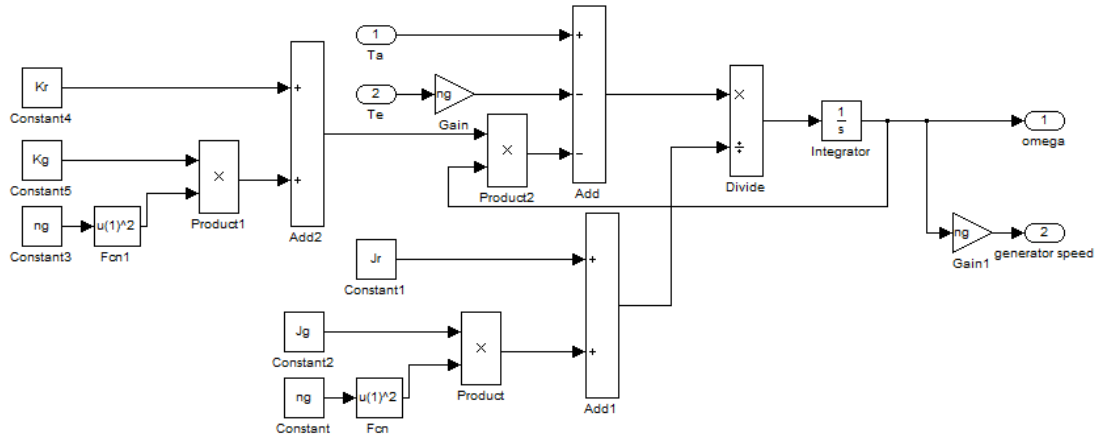 1
Ta
2
Te
ng
Gain
Kr
Constant4
Kg
Constant5
ng
Constant3
u(1)^2
Fcn1
×
Product1
+
+
Add2
×
Product2
+
−
−
Add
×
÷
Divide
1
s
Integrator
1
omega
ng
Gain1
2
generator speed
Jr
Constant1
Jg
Constant2
ng
Constant
u(1)^2
Fcn
×
Product
+
+
Add1